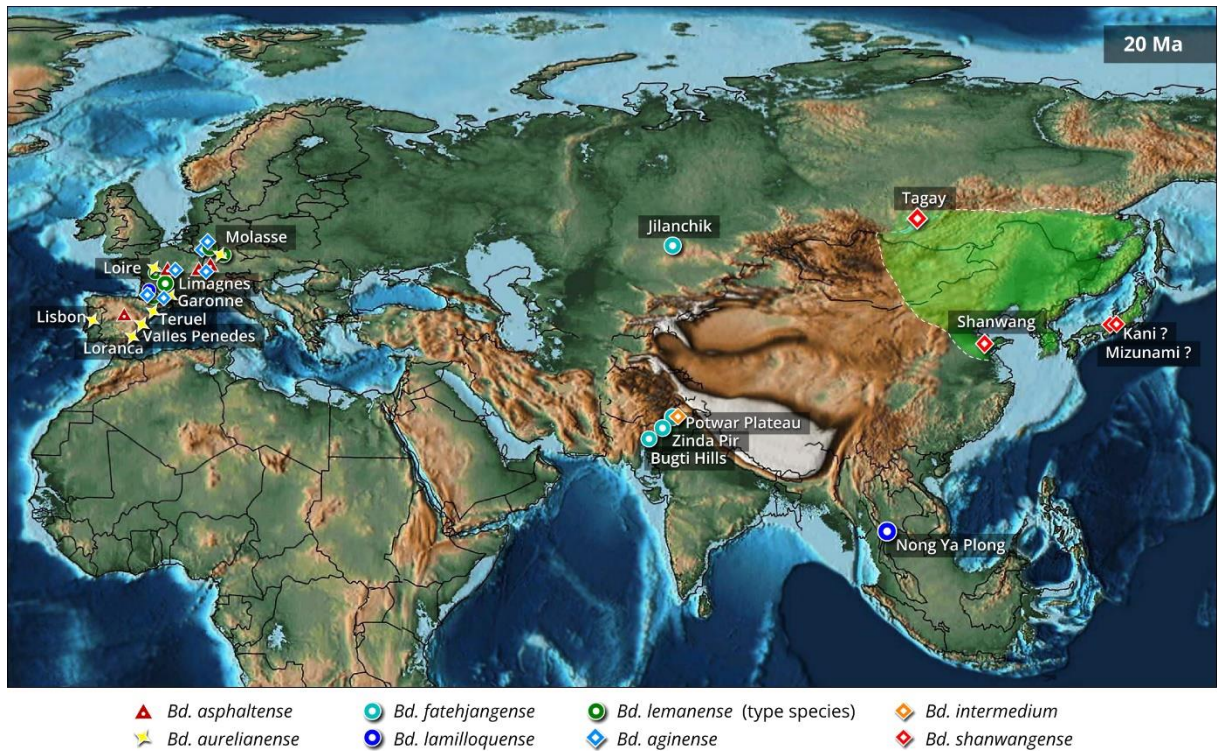 20 Ma
Tagay
Molasse
Jilanchik
Loire
Limagnes
Garonne
Lisbon
Teruel
Valles Penedes
Loranca
Shanwang
Kani ?
Mizunami ?
Potwar Plateau
Zinda Pir
Bugti Hills
Nong Ya Plong
Bd. asphaltense
Bd. fatehjangense
Bd. lemanense (type species)
Bd. intermedium
Bd. aurelianense
Bd. lamilloquense
Bd. aginense
Bd. shanwangense